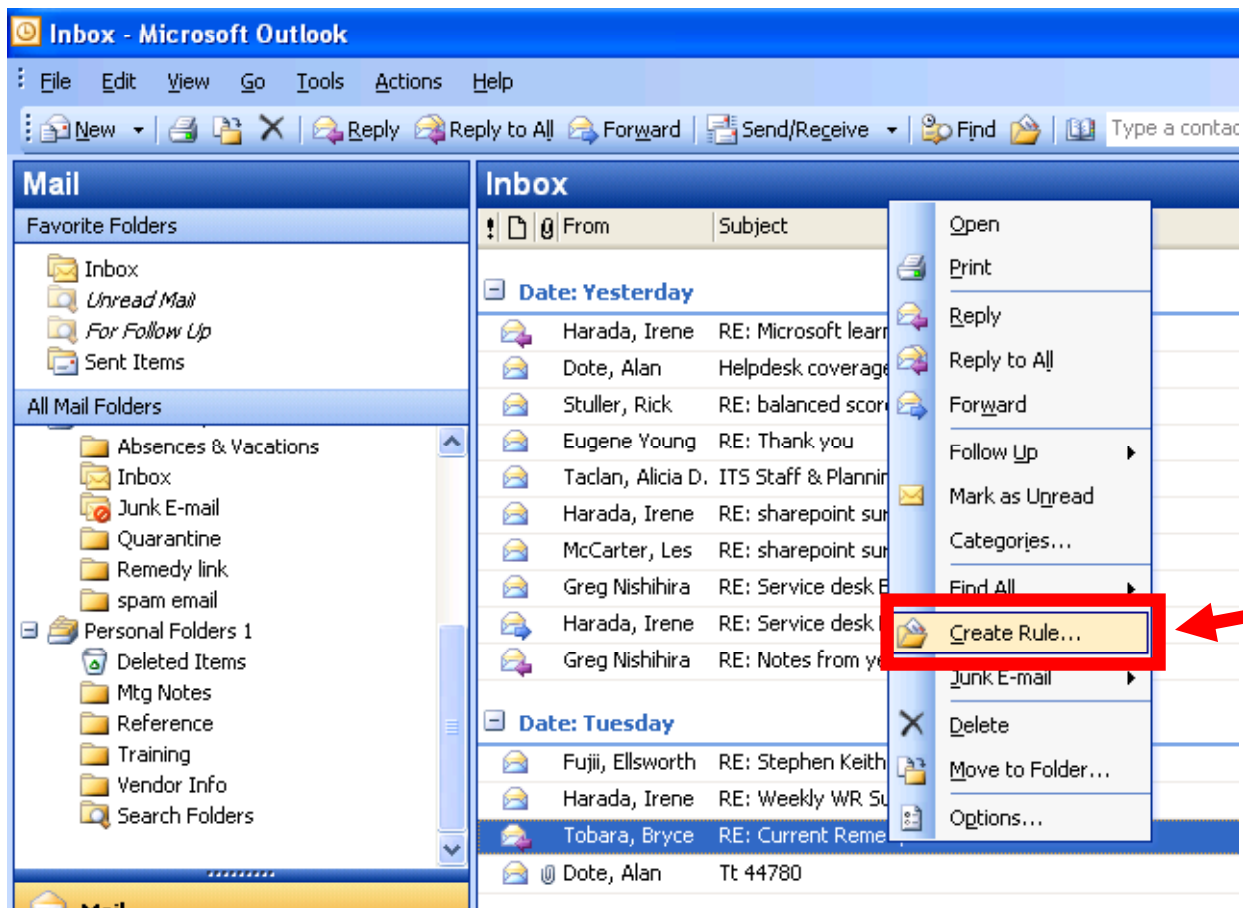 Inbox - Microsoft Outlook
File Edit View Go Tools Actions Help
New Reply Reply to All Forward Send/Receive Find Type a contac
Mail
Favorite Folders
Inbox
Unread Mail
For Follow Up
Sent Items
All Mail Folders
Absences & Vacations
Inbox
Junk E-mail
Quarantine
Remedy link
spam email
Personal Folders 1
Deleted Items
Mtg Notes
Reference
Training
Vendor Info
Search Folders
Mail
Inbox
From Subject
Date: Yesterday
Harada, Irene RE: Microsoft learn
Dote, Alan Helpdesk coverage
Stuller, Rick RE: balanced scor
Eugene Young RE: Thank you
Taclan, Alicia D. ITS Staff & Plannin
Harada, Irene RE: sharepoint sur
McCarter, Les RE: sharepoint sur
Greg Nishihira RE: Service desk
Harada, Irene RE: Service desk
Greg Nishihira RE: Notes from ye
Date: Tuesday
Fujii, Ellsworth RE: Stephen Keith
Harada, Irene RE: Weekly WR Su
Tobara, Bryce RE: Current Reme
Dote, Alan Tt 44780
Open
Print
Reply
Reply to All
Forward
Follow Up
Mark as Unread
Categories...
Find All
Create Rule...
Junk E-mail
Delete
Move to Folder...
Options...